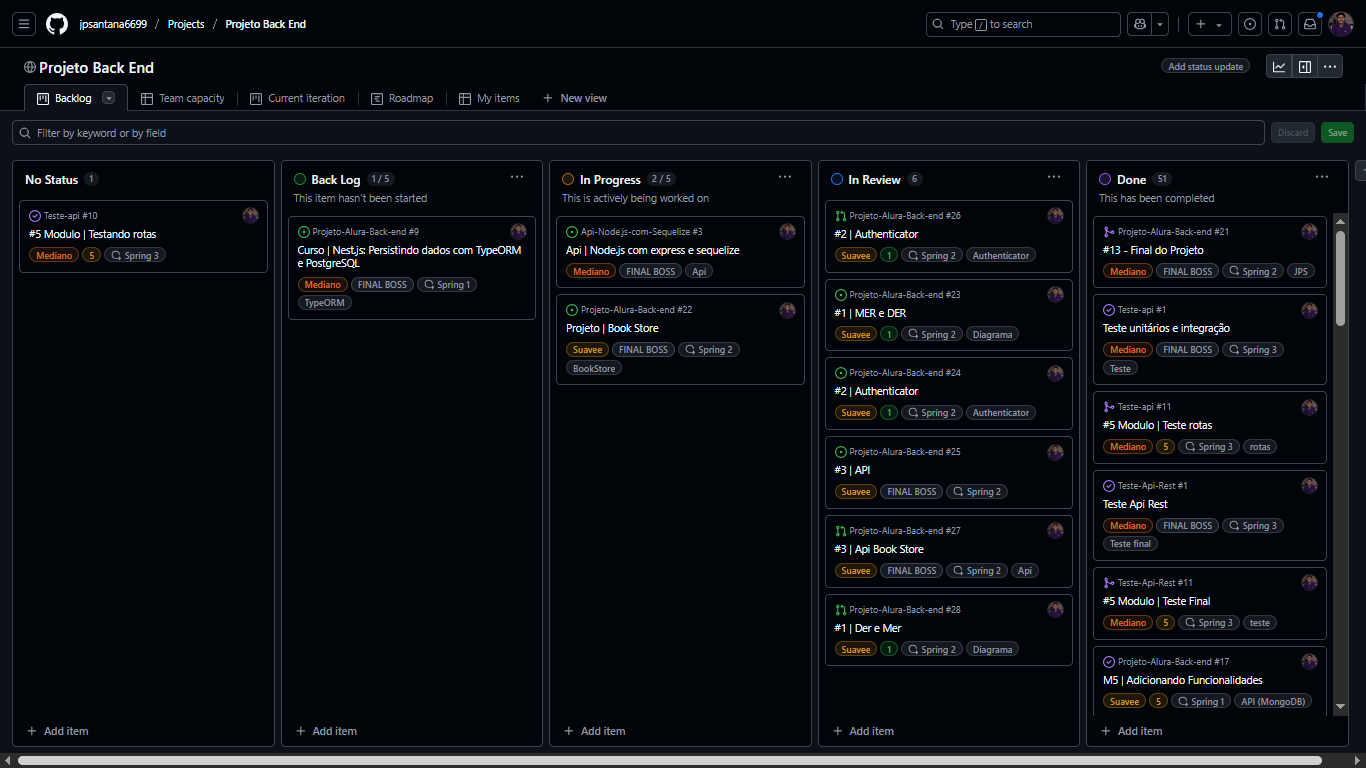 jpsantana6699 / Projects / Projeto Back End
Type / to search
Projeto Back End
Add status update
Backlog
Team capacity
Current iteration
Roadmap
My items
New view
Filter by keyword or by field
Discard
Save
No Status 1
Teste-api #10
#5 Modulo | Testando rotas
Mediano 5 Spring 3
Add item
Back Log 1 / 5
This item hasn't been started
Projeto-Alura-Back-end #9
Curso | Nest.js: Persistindo dados com TypeORM
e PostgreSQL
Mediano FINAL BOSS Spring 1
TypeORM
Add item
In Progress 2 / 5
This is actively being worked on
Api-Node-js-com-Sequelize #3
Api | Node.js com express e sequelize
Mediano FINAL BOSS Api
Projeto-Alura-Back-end #22
Projeto | Book Store
Suavee FINAL BOSS Spring 2
BookStore
Add item
In Review 6
Projeto-Alura-Back-end #26
#2 | Authenticator
Suavee 1 Spring 2 Authenticator
Projeto-Alura-Back-end #23
#1 | MER e DER
Suavee 1 Spring 2 Diagrama
Projeto-Alura-Back-end #24
#2 | Authenticator
Suavee 1 Spring 2 Authenticator
Projeto-Alura-Back-end #25
#3 | API
Suavee FINAL BOSS Spring 2
Projeto-Alura-Back-end #27
#3 | Api Book Store
Suavee FINAL BOSS Spring 2 Api
Projeto-Alura-Back-end #28
#1 | Der e Mer
Suavee 1 Spring 2 Diagrama
Add item
Done 51
This has been completed
Projeto-Alura-Back-end #21
#13 - Final do Projeto
Mediano FINAL BOSS Spring 2 JPS
Teste-api #1
Teste unitários e integração
Mediano FINAL BOSS Spring 3
Teste
Teste-api #11
#5 Modulo | Teste rotas
Mediano 5 Spring 3 rotas
Teste-Api-Rest #1
Teste Api Rest
Mediano FINAL BOSS Spring 3
Teste final
Teste-Api-Rest #11
#5 Modulo | Teste Final
Mediano 5 Spring 3 teste
Projeto-Alura-Back-end #17
M5 | Adicionando Funcionalidades
Suavee 5 Spring 1 API (MongoDB)
Add item